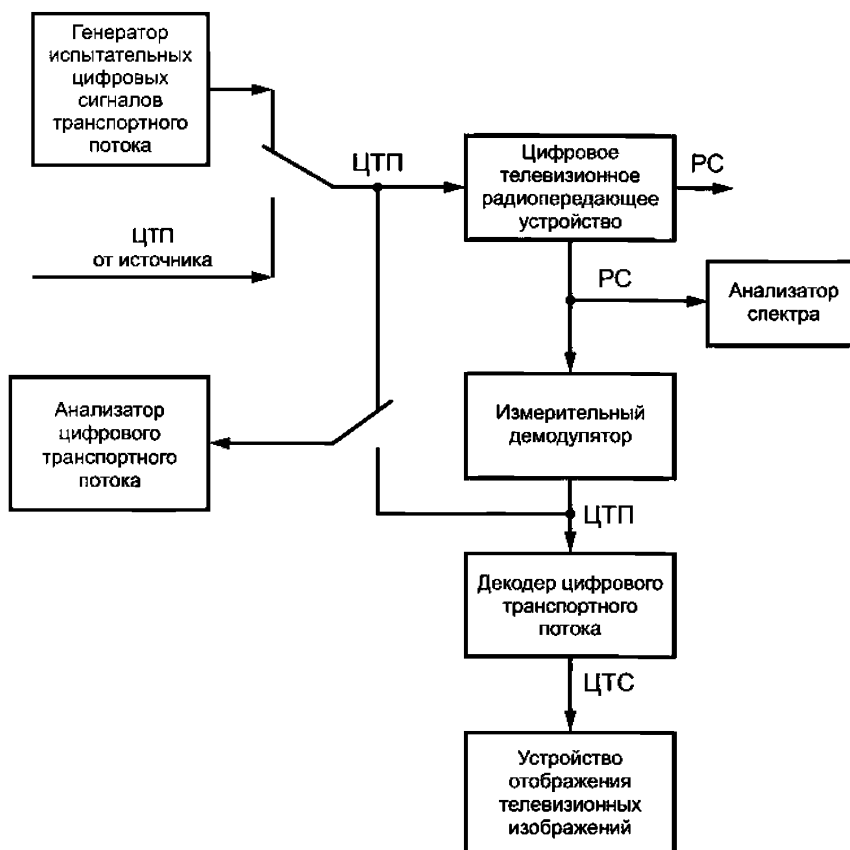 Генератор
испытательных
цифровых
сигналов
транспортного
потока
ЦТП
Цифровое
телевизионное
радиопередающее
устройство
РС
ЦТП
от источника
РС
Анализатор
спектра
Анализатор
цифрового
транспортного
потока
Измерительный
демодулятор
ЦТП
Декодер цифрового
транспортного
потока
ЦТС
Устройство
отображения
телевизионных
изображений